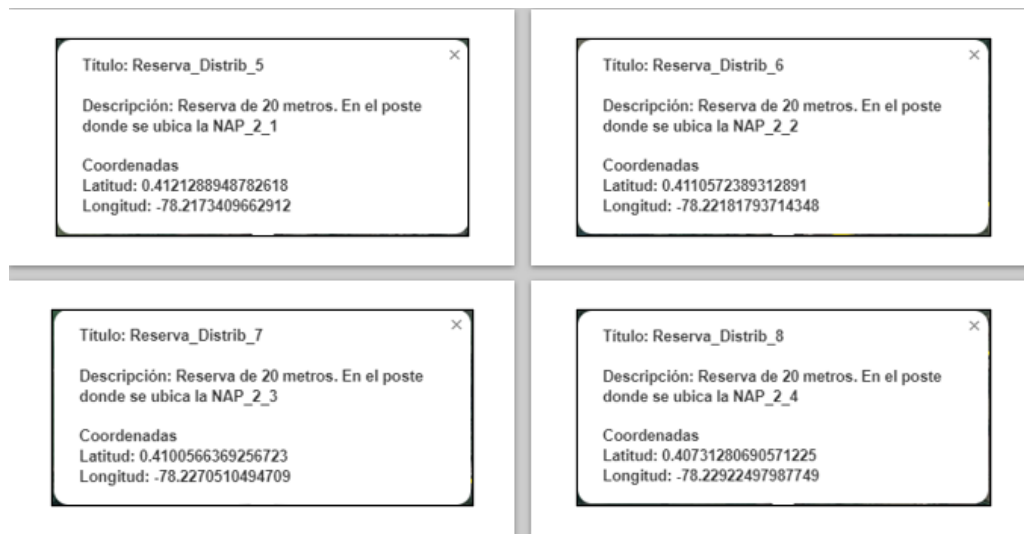 Título: Reserva_Distrib_5
Descripción: Reserva de 20 metros. En el poste
donde se ubica la NAP_2_1
Coordenadas
Latitud: 0.4121288948782618
Longitud: -78.2173409662912
Título: Reserva_Distrib_6
Descripción: Reserva de 20 metros. En el poste
donde se ubica la NAP_2_2
Coordenadas
Latitud: 0.4110572389312891
Longitud: -78.22181793714348
Título: Reserva_Distrib_7
Descripción: Reserva de 20 metros. En el poste
donde se ubica la NAP_2_3
Coordenadas
Latitud: 0.4100566369256723
Longitud: -78.2270510494709
Título: Reserva_Distrib_8
Descripción: Reserva de 20 metros. En el poste
donde se ubica la NAP_2_4
Coordenadas
Latitud: 0.40731280690571225
Longitud: -78.22922497987749